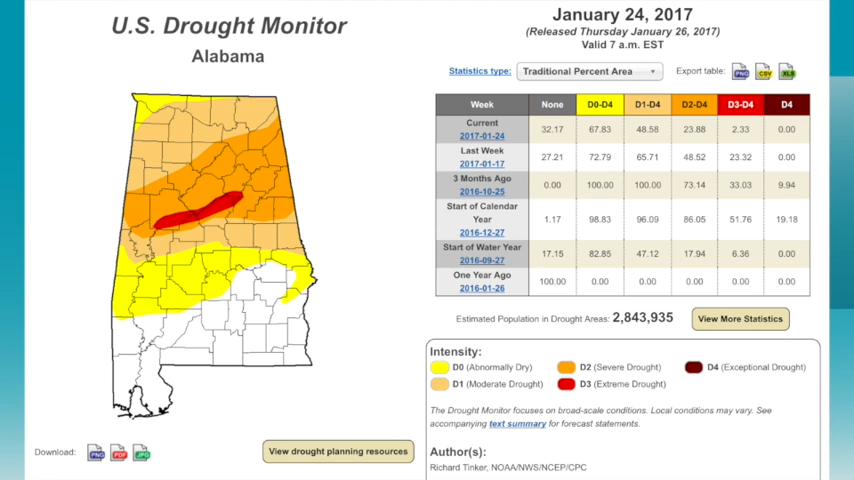 U.S. Drought Monitor
Alabama
January 24, 2017
(Released Thursday January 26, 2017)
Valid 7 a.m. EST
Statistics type: Traditional Percent Area Export table: PNG CSV XLS
Week None D0-D4 D1-D4 D2-D4 D3-D4 D4
Current
2017-01-24 32.17 67.83 48.58 23.88 2.33 0.00
Last Week
2017-01-17 27.21 72.79 65.71 48.52 23.32 0.00
3 Months Ago
2016-10-25 0.00 100.00 100.00 73.14 33.03 9.94
Start of Calendar
Year
2016-12-27 1.17 98.83 96.09 86.05 51.76 19.18
Start of Water Year
2016-09-27 17.15 82.85 47.12 17.94 6.36 0.00
One Year Ago
2016-01-26 100.00 0.00 0.00 0.00 0.00 0.00
Estimated Population in Drought Areas: 2,843,935 View More Statistics
Intensity:
D0 (Abnormally Dry) D2 (Severe Drought) D4 (Exceptional Drought)
D1 (Moderate Drought) D3 (Extreme Drought)
The Drought Monitor focuses on broad-scale conditions. Local conditions may vary. See
accompanying text summary for forecast statements.
Author(s):
Richard Tinker, NOAA/NWS/NCEP/CPC
Download: PNG PDF JPG View drought planning resources